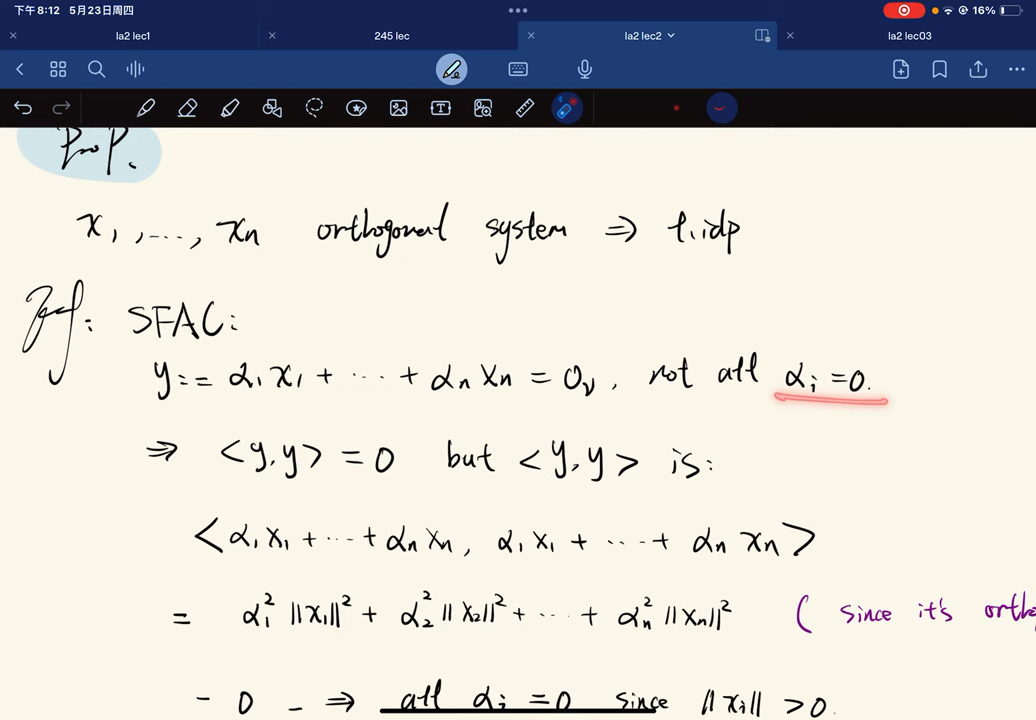 下午8:12 5月23日周四
16%
la2 lec1
245 lec
la2 lec2
la2 lec03
Prop.
x₁, ..., xₙ orthogonal system ⇒ l.idp
Pf: SFAC:
y := α₁x₁ + ··· + αₙxₙ = 0ᵥ, not all αᵢ = 0.
⇒ <y, y> = 0 but <y, y> is:
<α₁x₁ + ··· + αₙxₙ, α₁x₁ + ··· + αₙxₙ>
= α₁²||x₁||² + α₂²||x₂||² + ··· + αₙ²||xₙ||² ( since it's ortho
= 0 ⇒ all αᵢ = 0 since ||xᵢ|| > 0.